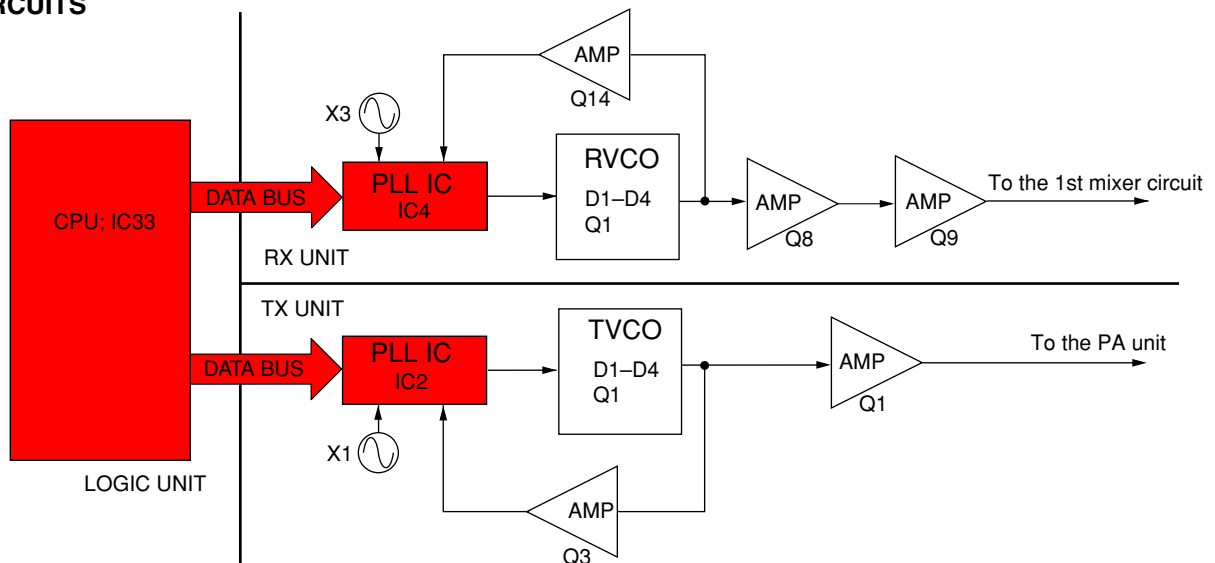 RCUITS
AMP
Q14
X3
RVCO
D1–D4
Q1
PLL IC
IC4
DATA BUS
CPU; IC33
AMP
Q8
AMP
Q9
To the 1st mixer circuit
RX UNIT
TX UNIT
TVCO
D1–D4
Q1
PLL IC
IC2
DATA BUS
AMP
Q1
To the PA unit
X1
LOGIC UNIT
AMP
Q3